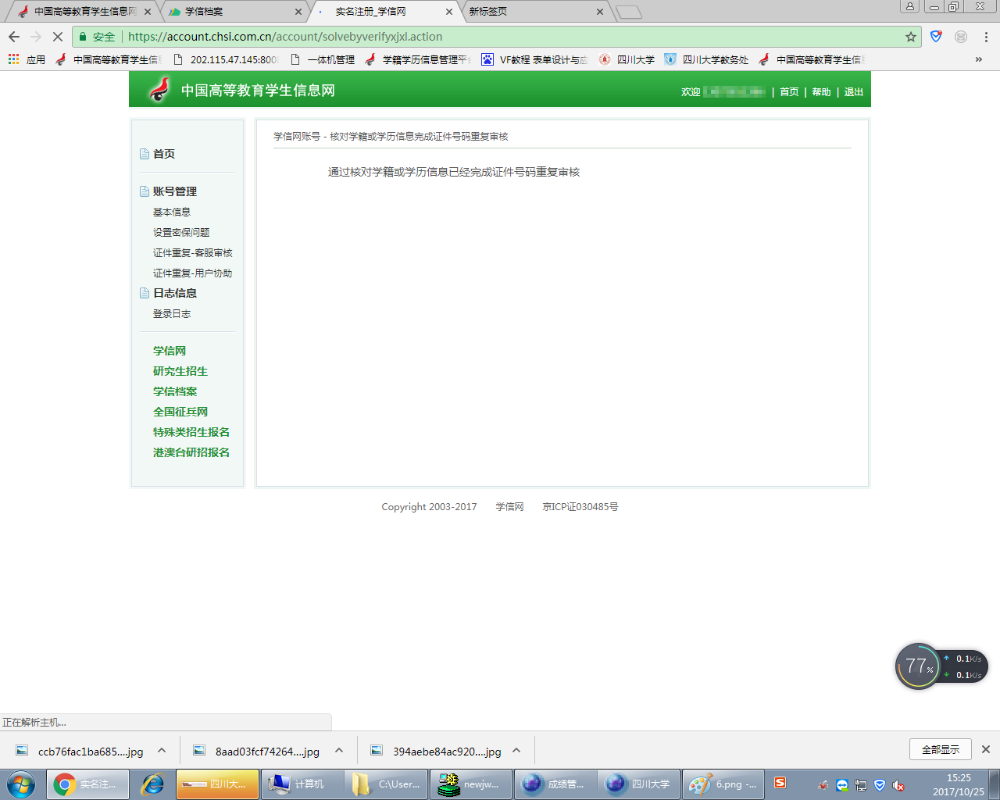 中国高等教育学生信息网
学信档案
实名注册_学信网
新标签页
安全 | https://account.chsi.com.cn/account/solvebyverifyxjxl.action
应用
中国高等教育学生信息
202.115.47.145:800
一体机管理
学籍学历信息管理平台
VF教程 表单设计与应
四川大学
四川大学教务处
中国高等教育学生信息
»
中国高等教育学生信息网
欢迎
| 首页 | 帮助 | 退出
首页
账号管理
基本信息
设置密保问题
证件重复-客服审核
证件重复-用户协助
日志信息
登录日志
学信网
研究生招生
学信档案
全国征兵网
特殊类招生报名
港澳台研招报名
学信网账号 - 核对学籍或学历信息完成证件号码重复审核
通过核对学籍或学历信息已经完成证件号码重复审核
Copyright 2003-2017 学信网 京ICP证030485号
77%
0.1K/s
0.1K/s
正在解析主机...
ccb76fac1ba685....jpg
8aad03fcf74264....jpg
394aebe84ac920....jpg
全部显示
实名注...
四川大...
计算机
C:\User...
newjw...
成绩管...
四川大学
6.png -...
15:25
2017/10/25